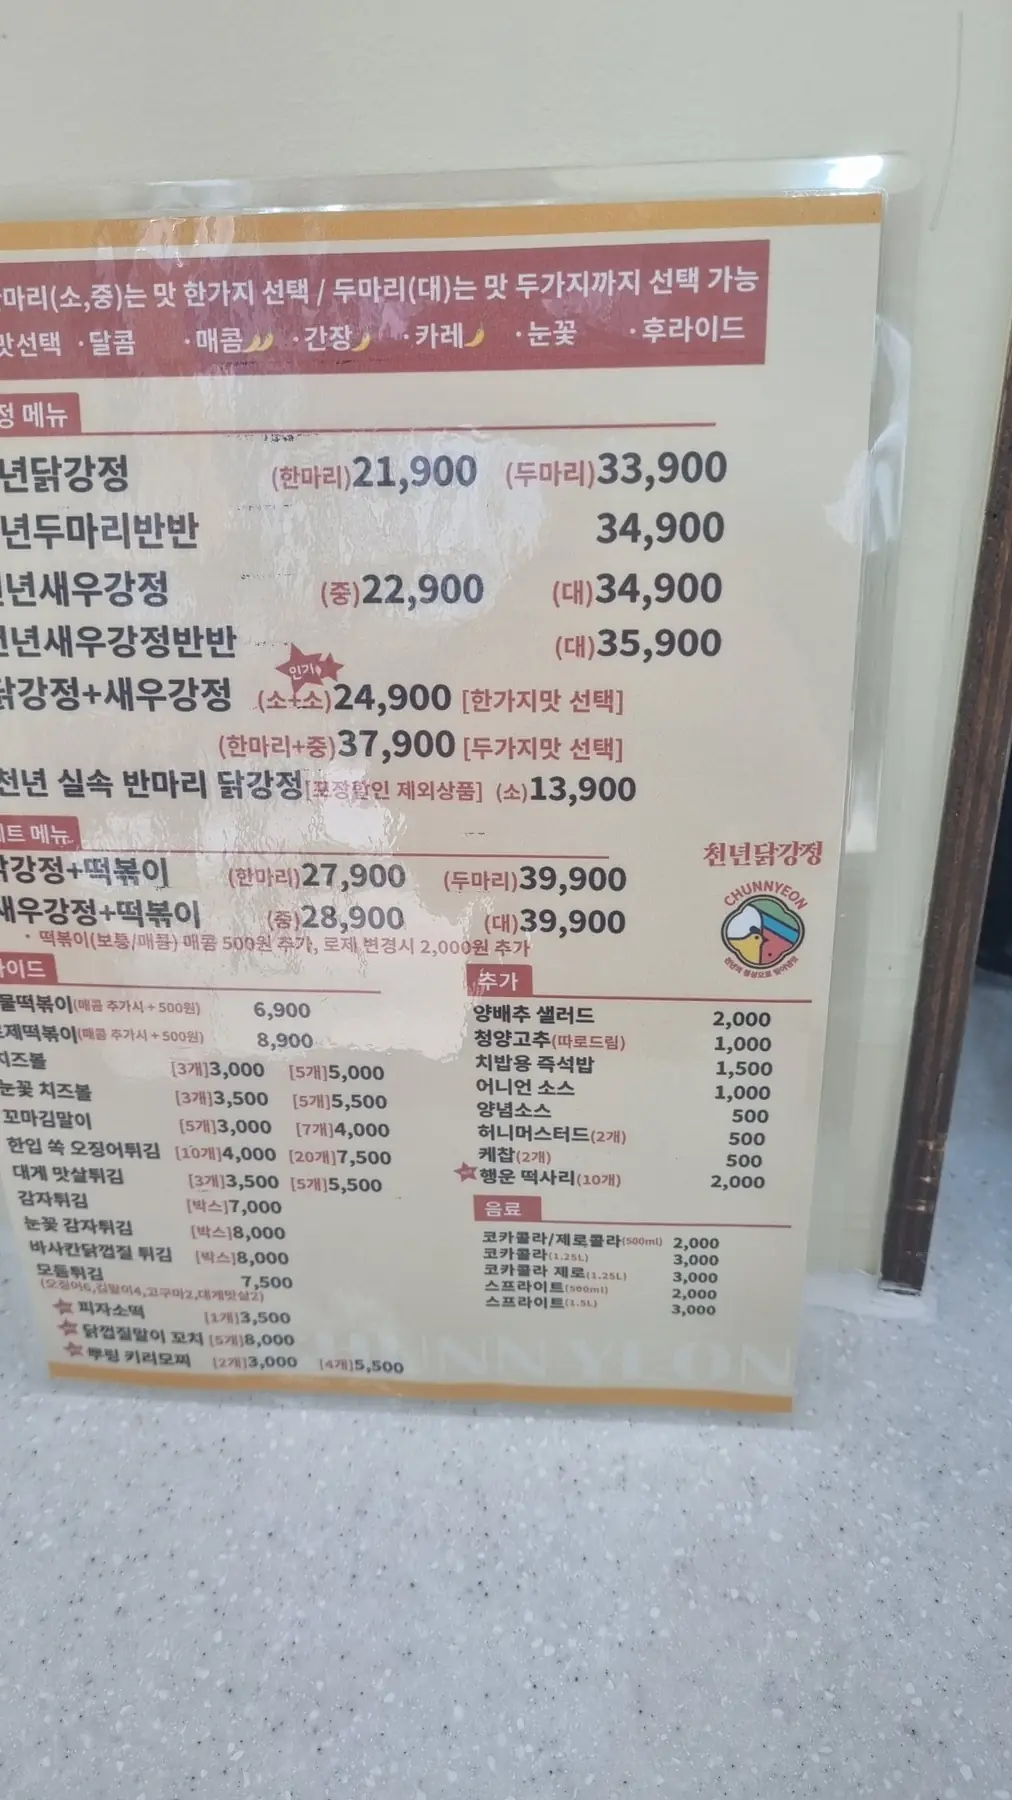 마리(소,중)는 맛 한가지 선택 / 두마리(대)는 맛 두가지까지 선택 가능
맛선택 ·달콤 ·매콤 ·간장 ·카레 ·눈꽃 ·후라이드
정 메뉴
년닭강정 (한마리)21,900 (두마리)33,900
년두마리반반 34,900
년새우강정 (중)22,900 (대)34,900
천년새우강정반반 (대)35,900
인기
닭강정+새우강정 (소+소)24,900 [한가지맛 선택]
(한마리+중)37,900 [두가지맛 선택]
천년 실속 반마리 닭강정[포장할인 제외상품] (소)13,900
세트 메뉴
닭강정+떡볶이 (한마리)27,900 (두마리)39,900
새우강정+떡볶이 (중)28,900 (대)39,900
· 떡볶이(보통/매콤) 매콤 500원 추가, 로제 변경시 2,000원 추가
천년닭강정
CHUNNYEON
이드
물떡볶이(매콤 추가시 + 500원) 6,900
로제떡볶이(매콤 추가시 + 500원) 8,900
치즈볼 [3개]3,000 [5개]5,000
눈꽃 치즈볼 [3개]3,500 [5개]5,500
꼬마김말이 [5개]3,000 [7개]4,000
한입 쏙 오징어튀김 [10개]4,000 [20개]7,500
대게 맛살튀김 [3개]3,500 [5개]5,500
감자튀김 [박스]7,000
눈꽃 감자튀김 [박스]8,000
바사칸닭껍질 튀김 [박스]8,000
모듬튀김 7,500
(오징어6,김말이4,고구마2,대게맛살2)
피자소떡 [1개]3,500
닭껍질말이 꼬치 [5개]8,000
뿌링 키리모찌 [2개]3,000 [4개]5,500
추가
양배추 샐러드 2,000
청양고추(따로드림) 1,000
치밥용 즉석밥 1,500
어니언 소스 1,000
양념소스 500
허니머스터드(2개) 500
케찹(2개) 500
행운 떡사리(10개) 2,000
음료
코카콜라/제로콜라(500ml) 2,000
코카콜라(1.25L) 3,000
코카콜라 제로(1.25L) 3,000
스프라이트(500ml) 2,000
스프라이트(1.5L) 3,000